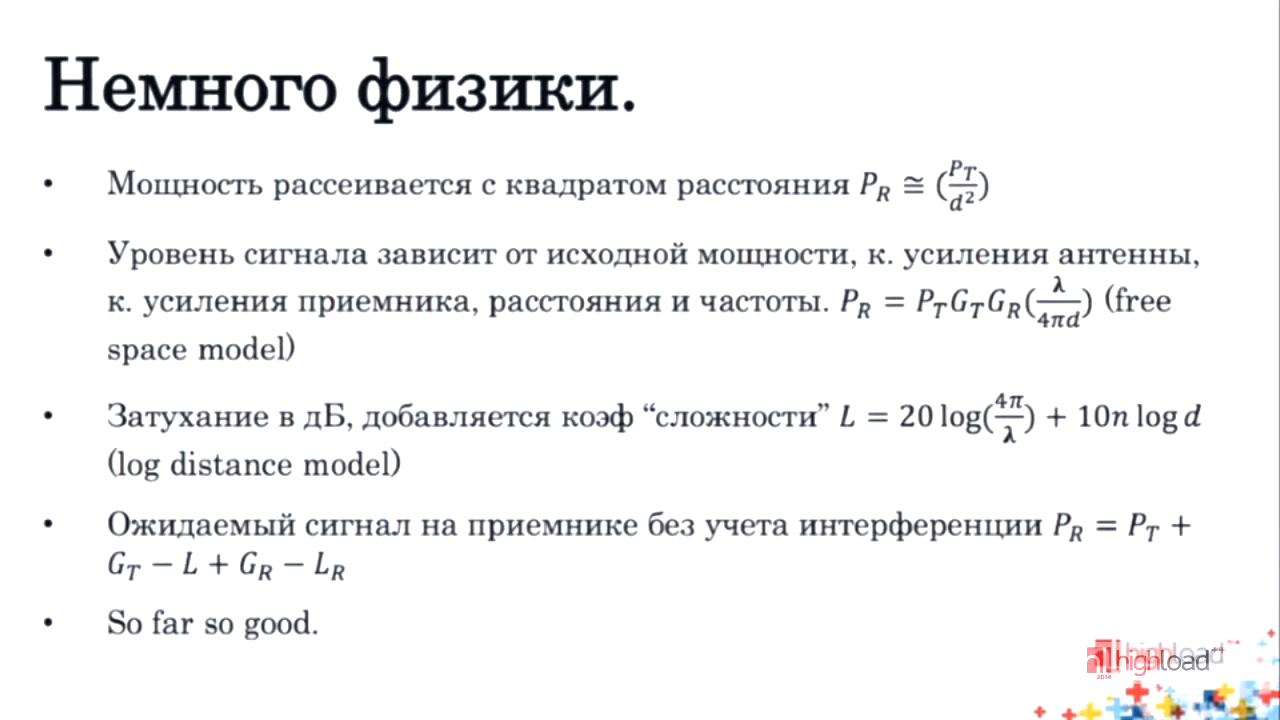 Немного физики.
• Мощность рассеивается с квадратом расстояния P_R ≅ (P_T/d²)
• Уровень сигнала зависит от исходной мощности, к. усиления антенны,
к. усиления приемника, расстояния и частоты. P_R = P_T G_T G_R (λ/4πd) (free
space model)
• Затухание в дБ, добавляется коэф “сложности” L = 20 log(4π/λ) + 10n log d
(log distance model)
• Ожидаемый сигнал на приемнике без учета интерференции P_R = P_T +
G_T − L + G_R − L_R
• So far so good.
highload++
2014